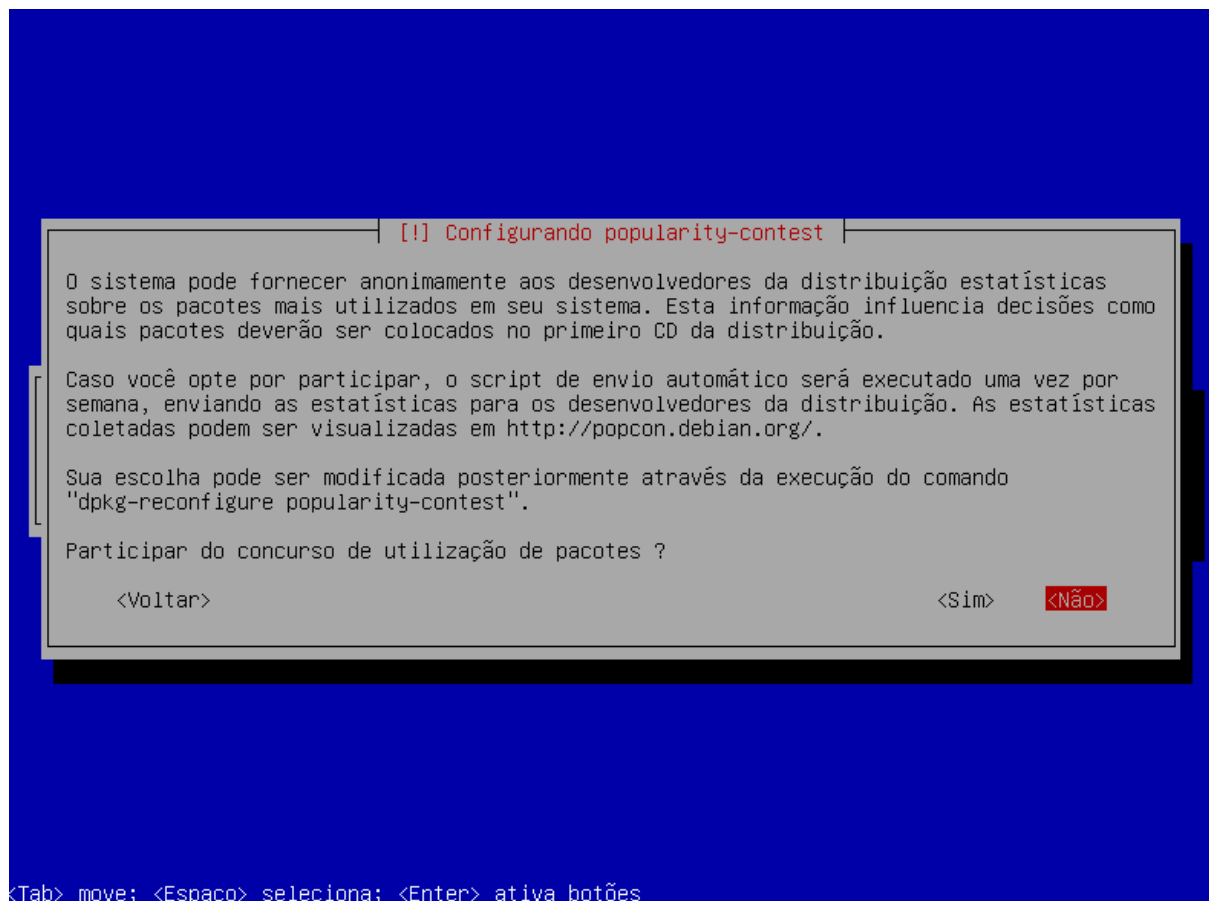 [!] Configurando popularity-contest
O sistema pode fornecer anonimamente aos desenvolvedores da distribuição estatísticas
sobre os pacotes mais utilizados em seu sistema. Esta informação influencia decisões como
quais pacotes deverão ser colocados no primeiro CD da distribuição.
Caso você opte por participar, o script de envio automático será executado uma vez por
semana, enviando as estatísticas para os desenvolvedores da distribuição. As estatísticas
coletadas podem ser visualizadas em http://popcon.debian.org/.
Sua escolha pode ser modificada posteriormente através da execução do comando
"dpkg-reconfigure popularity-contest".
Participar do concurso de utilização de pacotes ?
<Voltar> <Sim> <Não>
<Tab> move; <Espaco> seleciona; <Enter> ativa botões